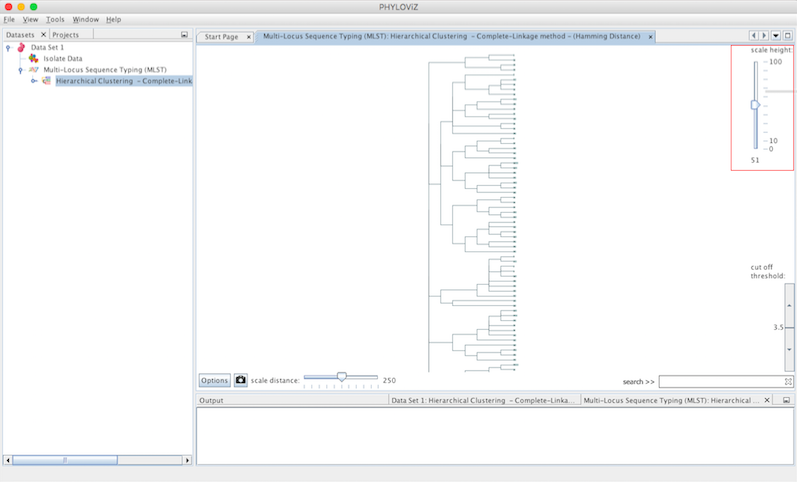 PHYLOViZ
File View Tools Window Help
Datasets Projects
Data Set 1
Isolate Data
Multi-Locus Sequence Typing (MLST)
Hierarchical Clustering - Complete-Link
Start Page
Multi-Locus Sequence Typing (MLST): Hierarchical Clustering - Complete-Linkage method - (Hamming Distance)
scale height:
100
10
0
51
cut off
threshold:
3.5
Options
scale distance:
250
search >>
Output
Data Set 1: Hierarchical Clustering - Complete-Linka...
Multi-Locus Sequence Typing (MLST): Hierarchical ...